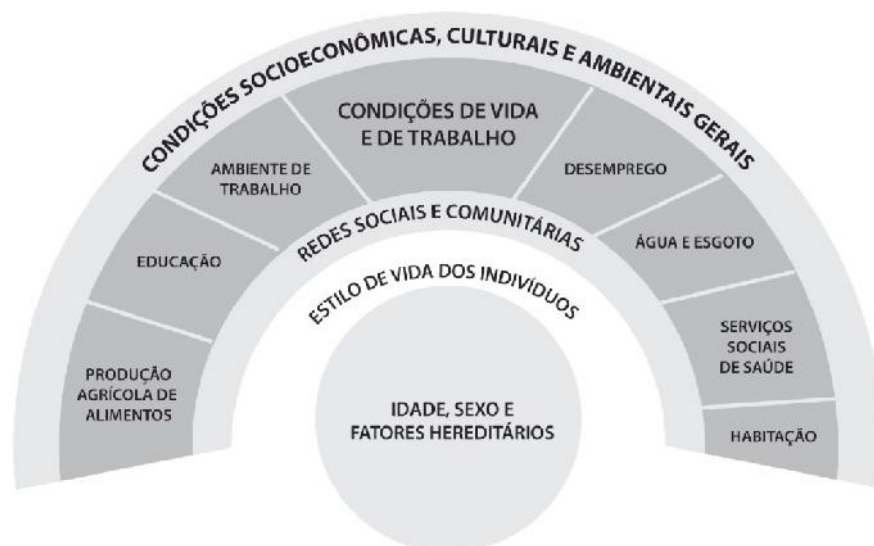 CONDIÇÕES SOCIOECONÔMICAS, CULTURAIS E AMBIENTAIS GERAIS
CONDIÇÕES DE VIDA
E DE TRABALHO
AMBIENTE DE
TRABALHO
DESEMPREGO
EDUCAÇÃO
ÁGUA E ESGOTO
PRODUÇÃO
AGRÍCOLA DE
ALIMENTOS
SERVIÇOS
SOCIAIS
DE SAÚDE
HABITAÇÃO
REDES SOCIAIS E COMUNITÁRIAS
ESTILO DE VIDA DOS INDIVÍDUOS
IDADE, SEXO E
FATORES HEREDITÁRIOS